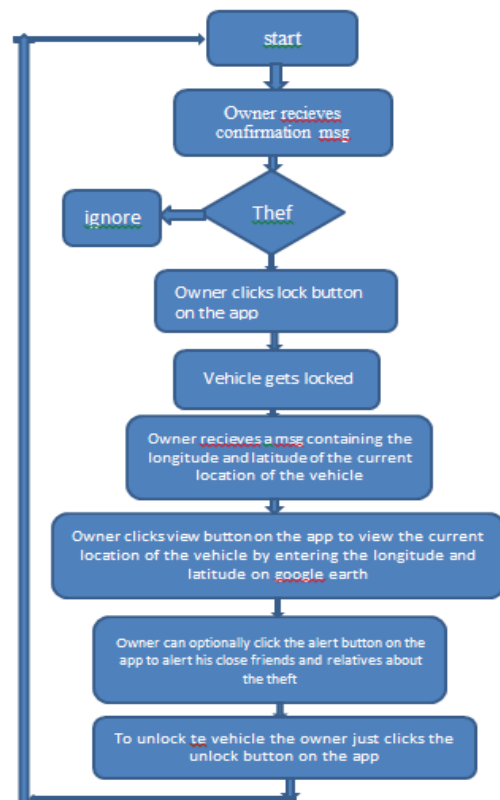 start
Owner recieves
confirmation msg
Thef
ignore
Owner clicks lock button
on the app
Vehicle gets locked
Owner recieves a msg containing the
longitude and latitude of the current
location of the vehicle
Owner clicks view button on the app to view the current
location of the vehicle by entering the longitude and
latitude on google earth
Owner can optionally click the alert button on the
app to alert his close friends and relatives about
the theft
To unlock te vehicle the owner just clicks the
unlock button on the app